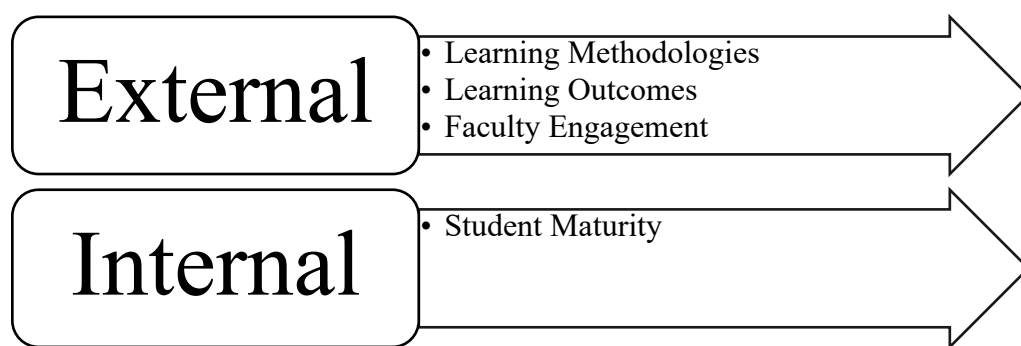 External
• Learning Methodologies
• Learning Outcomes
• Faculty Engagement
Internal
• Student Maturity